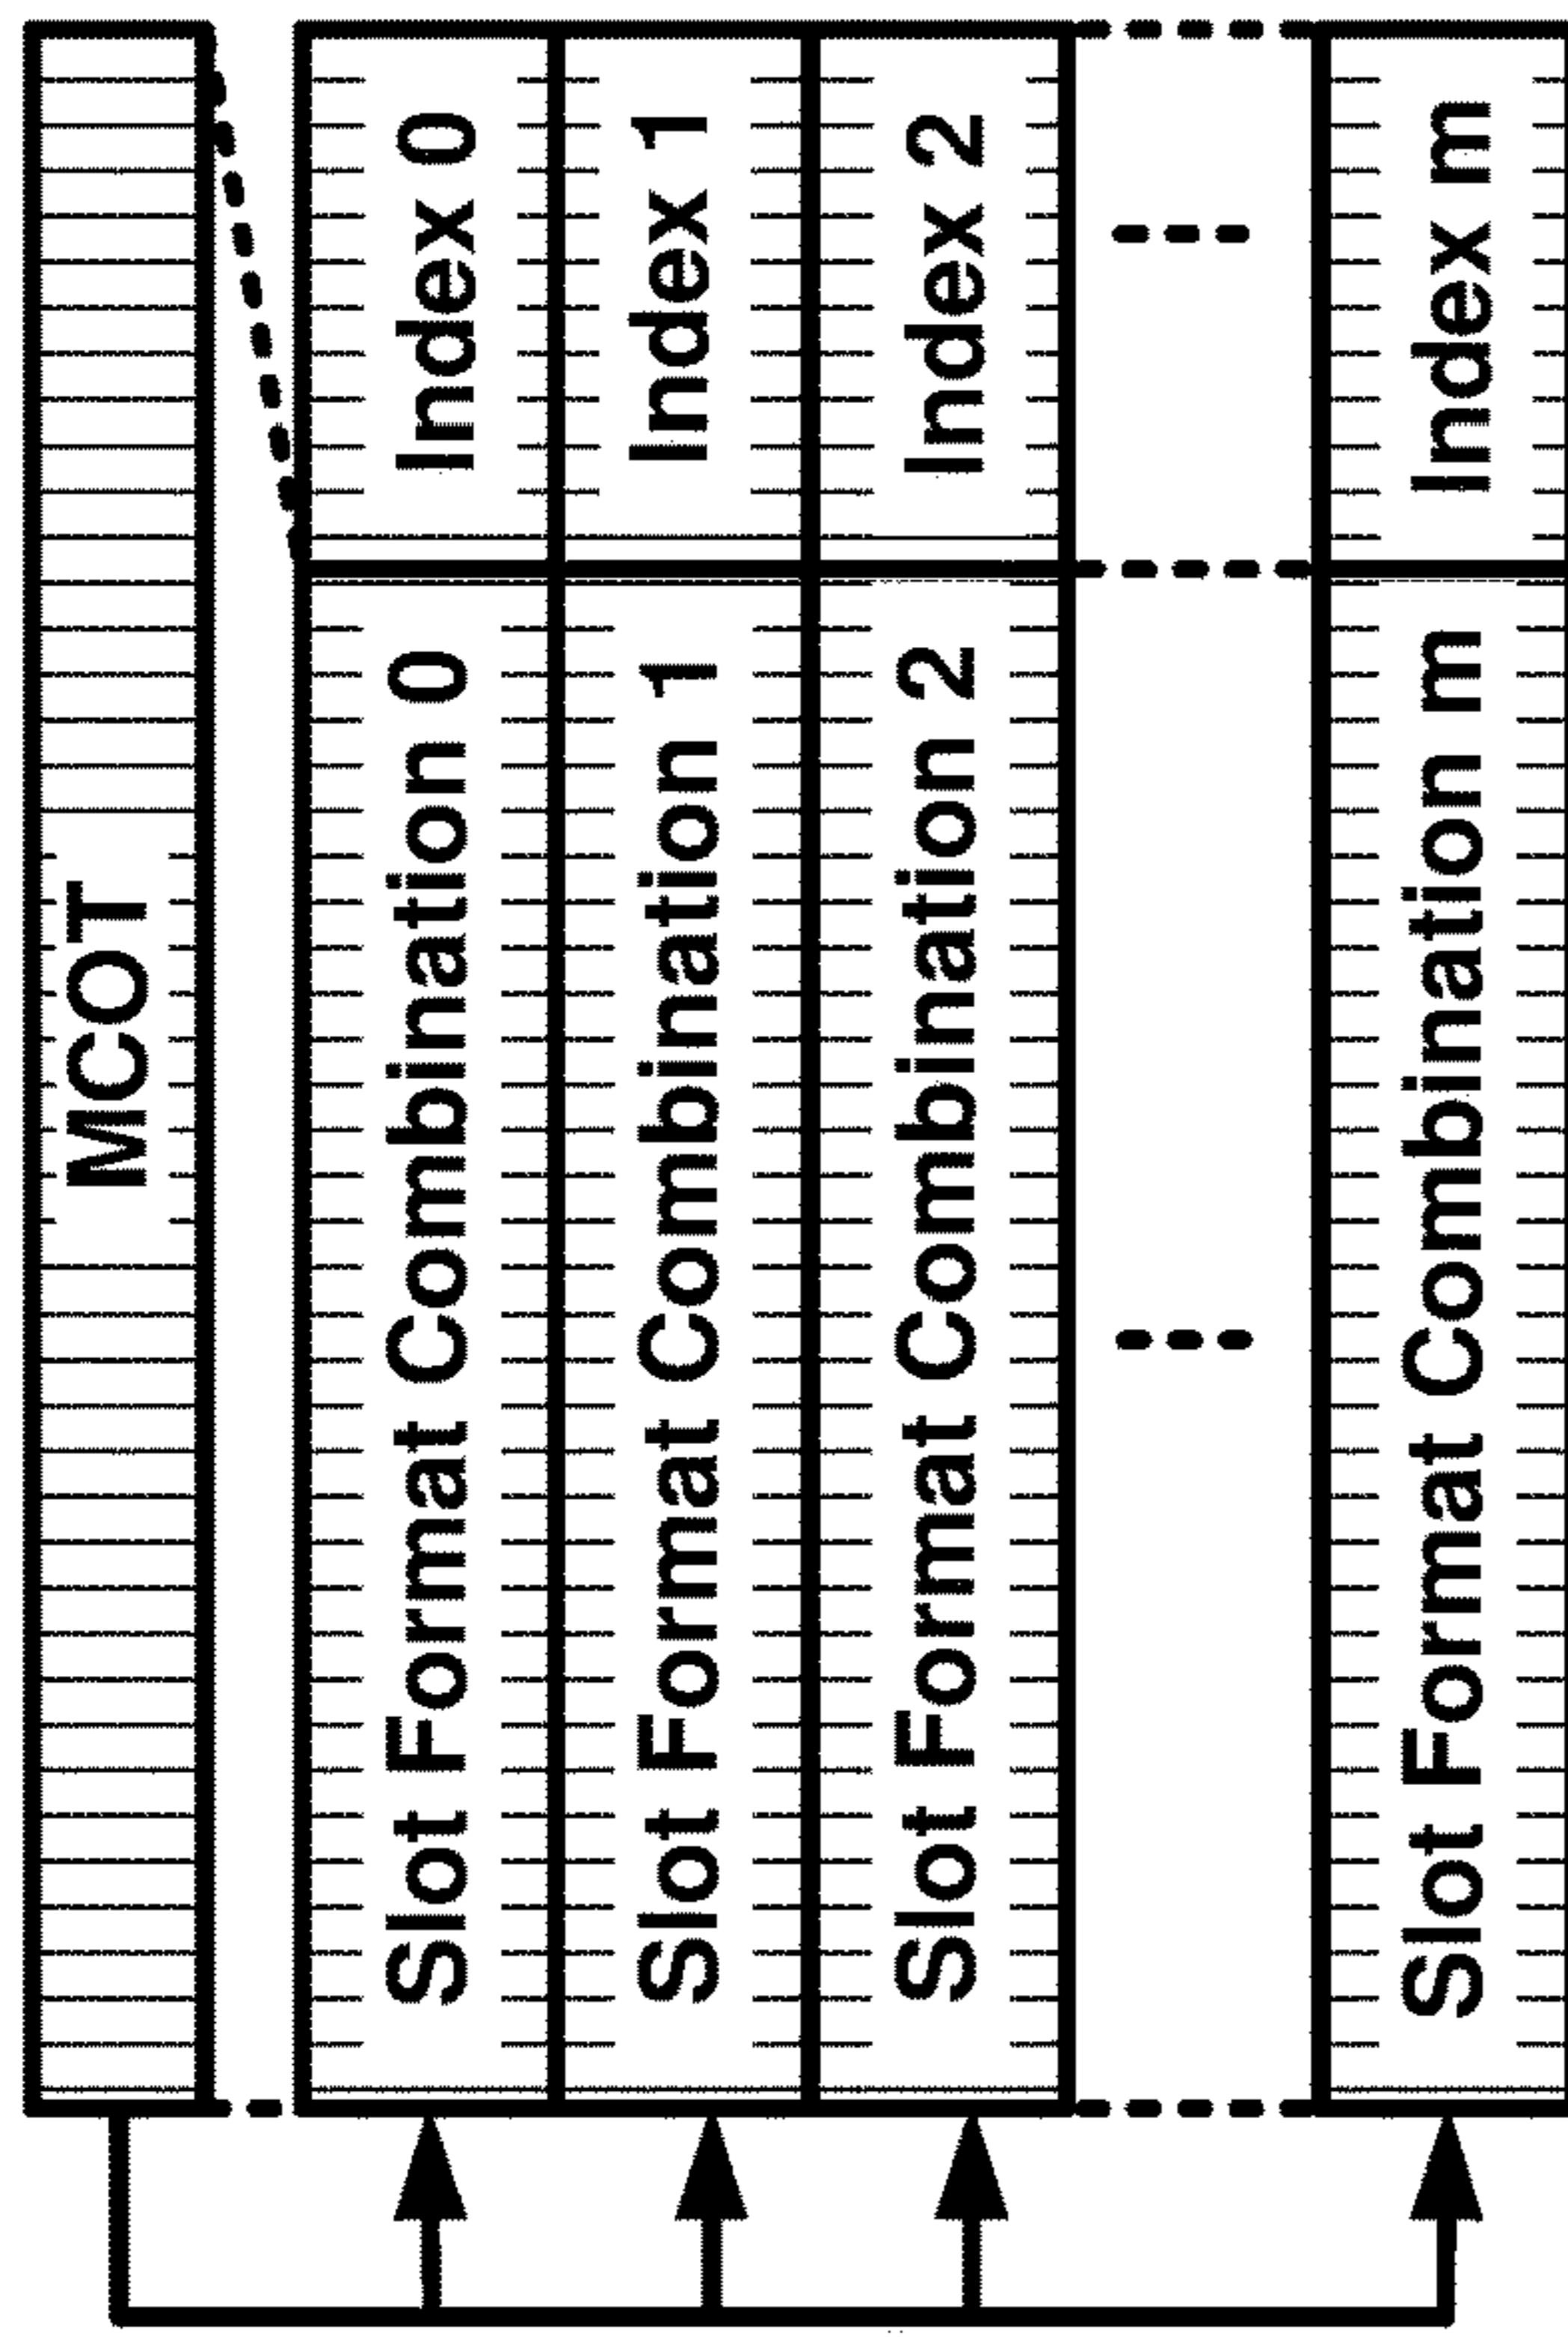 MCOT
Slot Format Combination 0 Index 0
Slot Format Combination 1 Index 1
Slot Format Combination 2 Index 2
Slot Format Combination m Index m